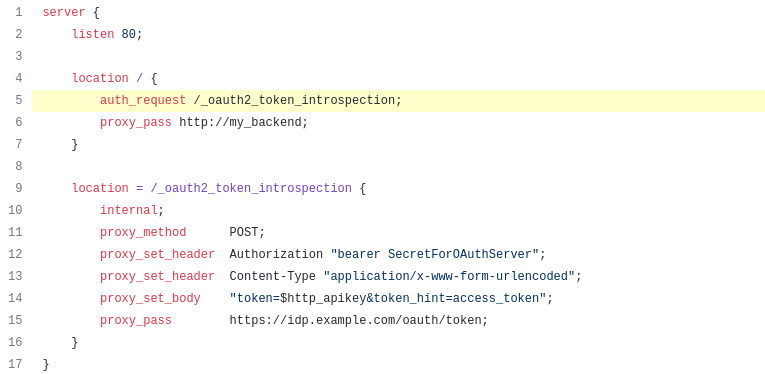 1 server {
2     listen 80;
3
4     location / {
5         auth_request /_oauth2_token_introspection;
6         proxy_pass http://my_backend;
7     }
8
9     location = /_oauth2_token_introspection {
10         internal;
11         proxy_method      POST;
12         proxy_set_header  Authorization "bearer SecretForOAuthServer";
13         proxy_set_header  Content-Type "application/x-www-form-urlencoded";
14         proxy_set_body    "token=$http_apikey&token_hint=access_token";
15         proxy_pass        https://idp.example.com/oauth/token;
16     }
17 }